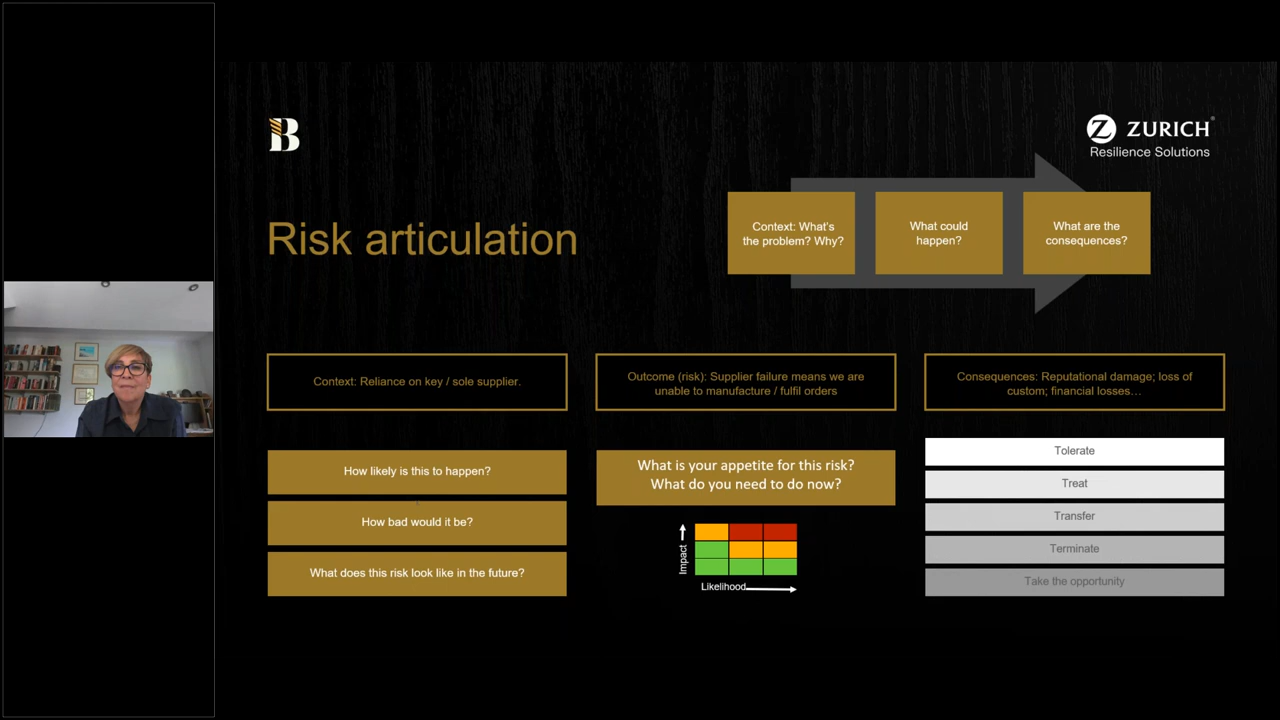 B
ZURICH
Resilience Solutions
Risk articulation
Context: What's
the problem? Why?
What could
happen?
What are the
consequences?
Context: Reliance on key / sole supplier.
Outcome (risk): Supplier failure means we are
unable to manufacture / fulfil orders
Consequences: Reputational damage; loss of
custom; financial losses…
How likely is this to happen?
How bad would it be?
What does this risk look like in the future?
What is your appetite for this risk?
What do you need to do now?
Impact
Likelihood
Tolerate
Treat
Transfer
Terminate
Take the opportunity